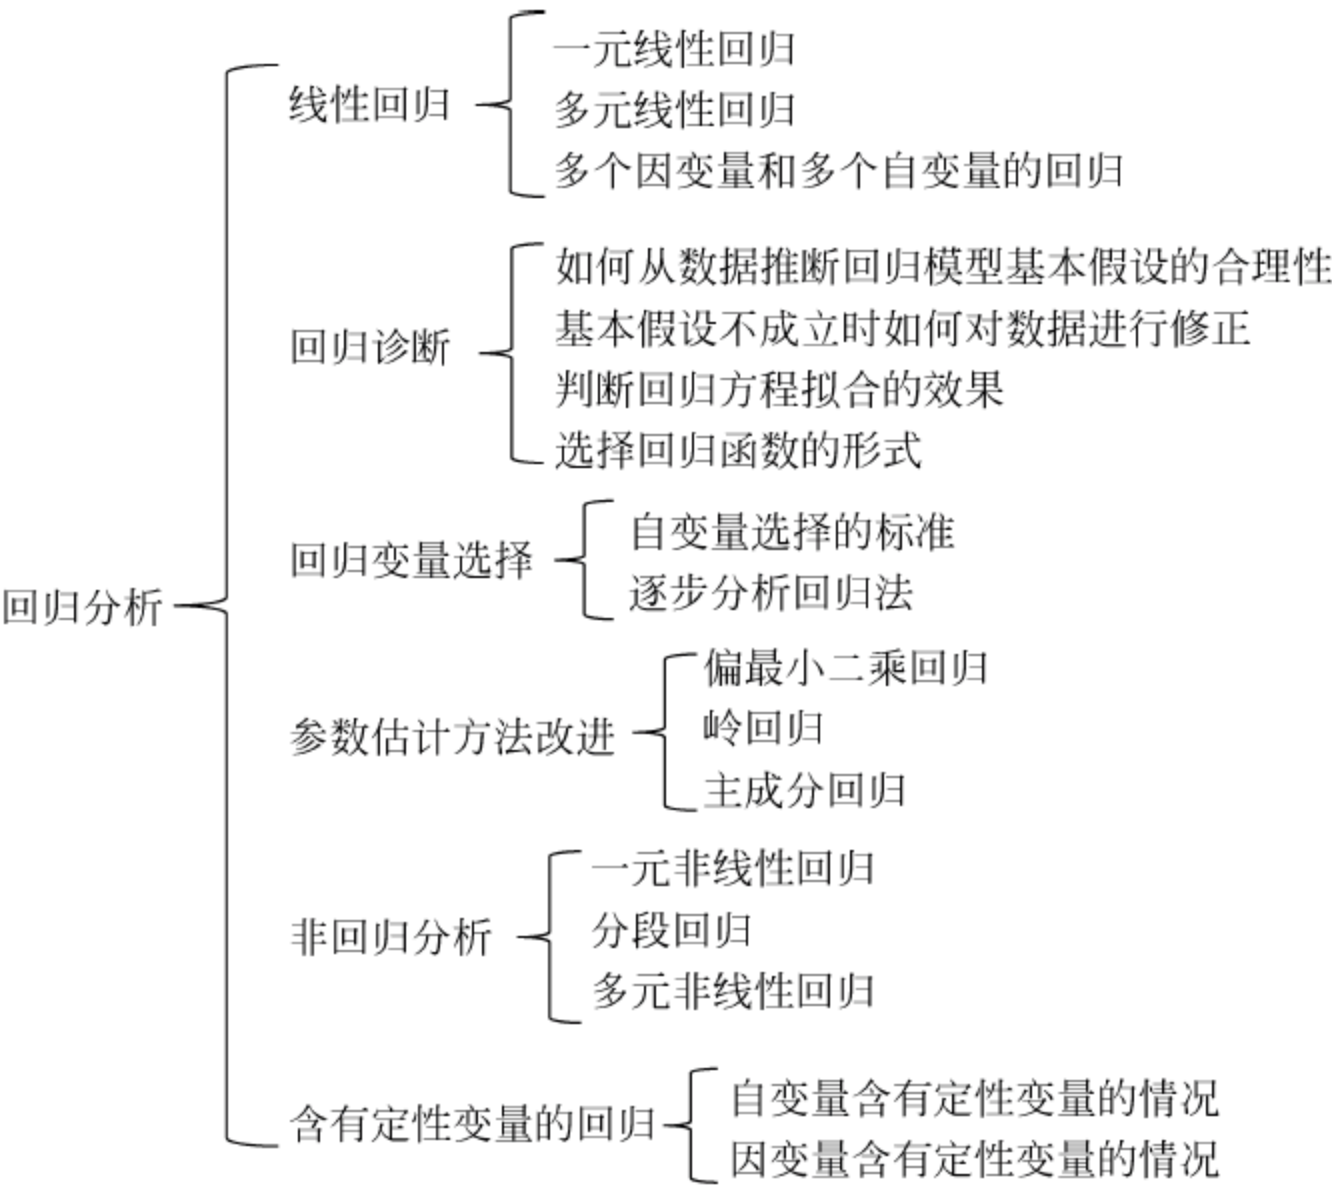 回归分析
线性回归
一元线性回归
多元线性回归
多个因变量和多个自变量的回归
回归诊断
如何从数据推断回归模型基本假设的合理性
基本假设不成立时如何对数据进行修正
判断回归方程拟合的效果
选择回归函数的形式
回归变量选择
自变量选择的标准
逐步分析回归法
参数估计方法改进
偏最小二乘回归
岭回归
主成分回归
非回归分析
一元非线性回归
分段回归
多元非线性回归
含有定性变量的回归
自变量含有定性变量的情况
因变量含有定性变量的情况